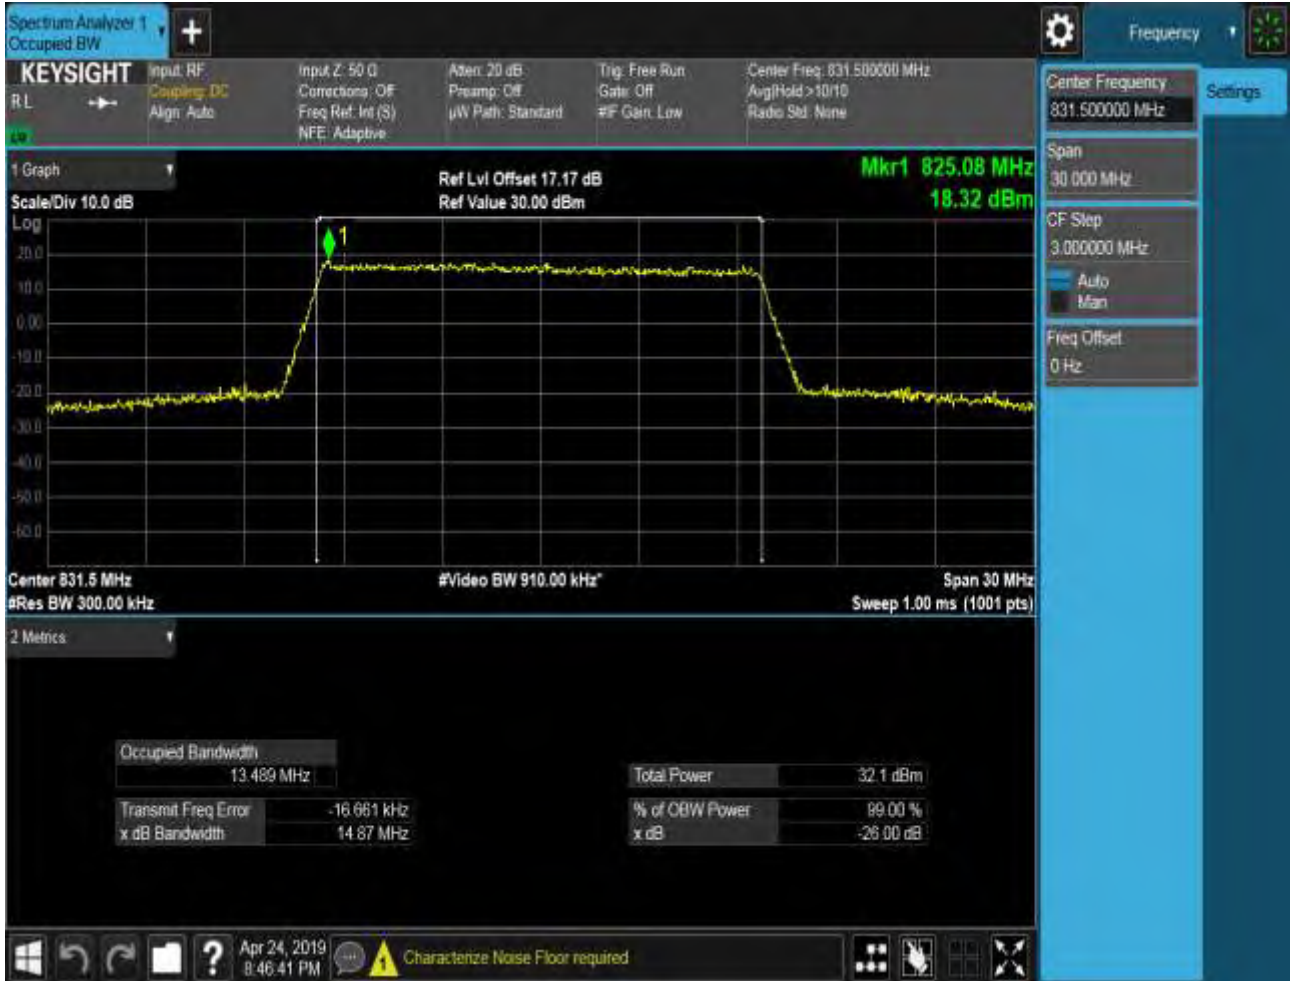 Spectrum Analyzer 1
Occupied BW
+
Frequency
KEYSIGHT
R L
Input: RF
Coupling: DC
Align: Auto
Input Z: 50 Ω
Corrections: Off
Freq Ref: Int (S)
NFE: Adaptive
Atten: 20 dB
Preamp: Off
µW Path: Standard
Trig: Free Run
Gate: Off
#IF Gain: Low
Center Freq: 831.500000 MHz
Avg|Hold:>10/10
Radio Std: None
Center Frequency
831.500000 MHz
Settings
Span
30.000 MHz
CF Step
3.000000 MHz
Auto
Man
Freq Offset
0 Hz
1 Graph
Scale/Div 10.0 dB
Ref Lvl Offset 17.17 dB
Ref Value 30.00 dBm
Mkr1 825.08 MHz
18.32 dBm
Log
1
20.0
10.0
0.00
-10.0
-20.0
-30.0
-40.0
-50.0
-60.0
Center 831.5 MHz
#Video BW 910.00 kHz*
Span 30 MHz
#Res BW 300.00 kHz
Sweep 1.00 ms (1001 pts)
2 Metrics
Occupied Bandwidth
13.489 MHz
Total Power 32.1 dBm
Transmit Freq Error -16.661 kHz
% of OBW Power 99.00 %
x dB Bandwidth 14.87 MHz
x dB -26.00 dB
?
Apr 24, 2019
8:46:41 PM
1
Characterize Noise Floor required